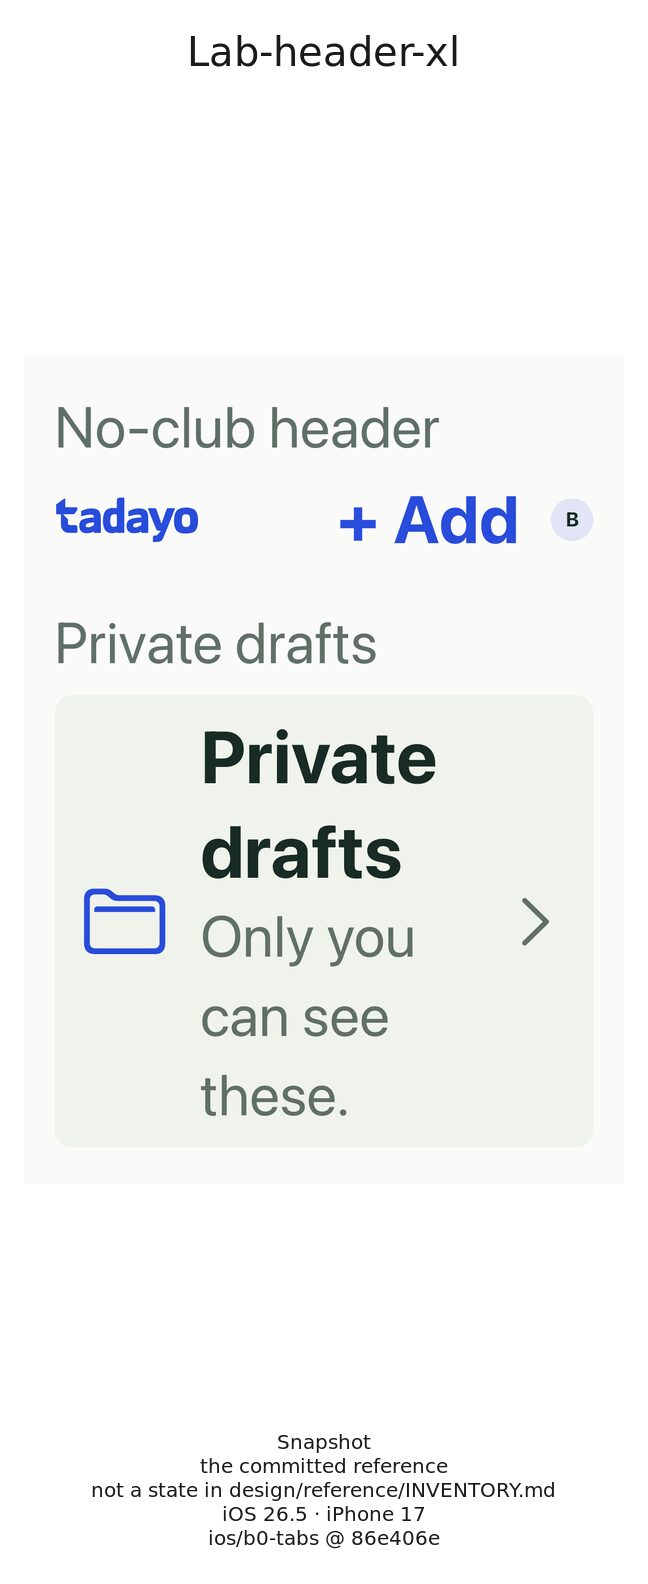 Lab-header-xl
No-club header
tadayo
+ Add
B
Private drafts
Private
drafts
Only you
can see
these.
Snapshot
the committed reference
not a state in design/reference/INVENTORY.md
iOS 26.5 · iPhone 17
ios/b0-tabs @ 86e406e